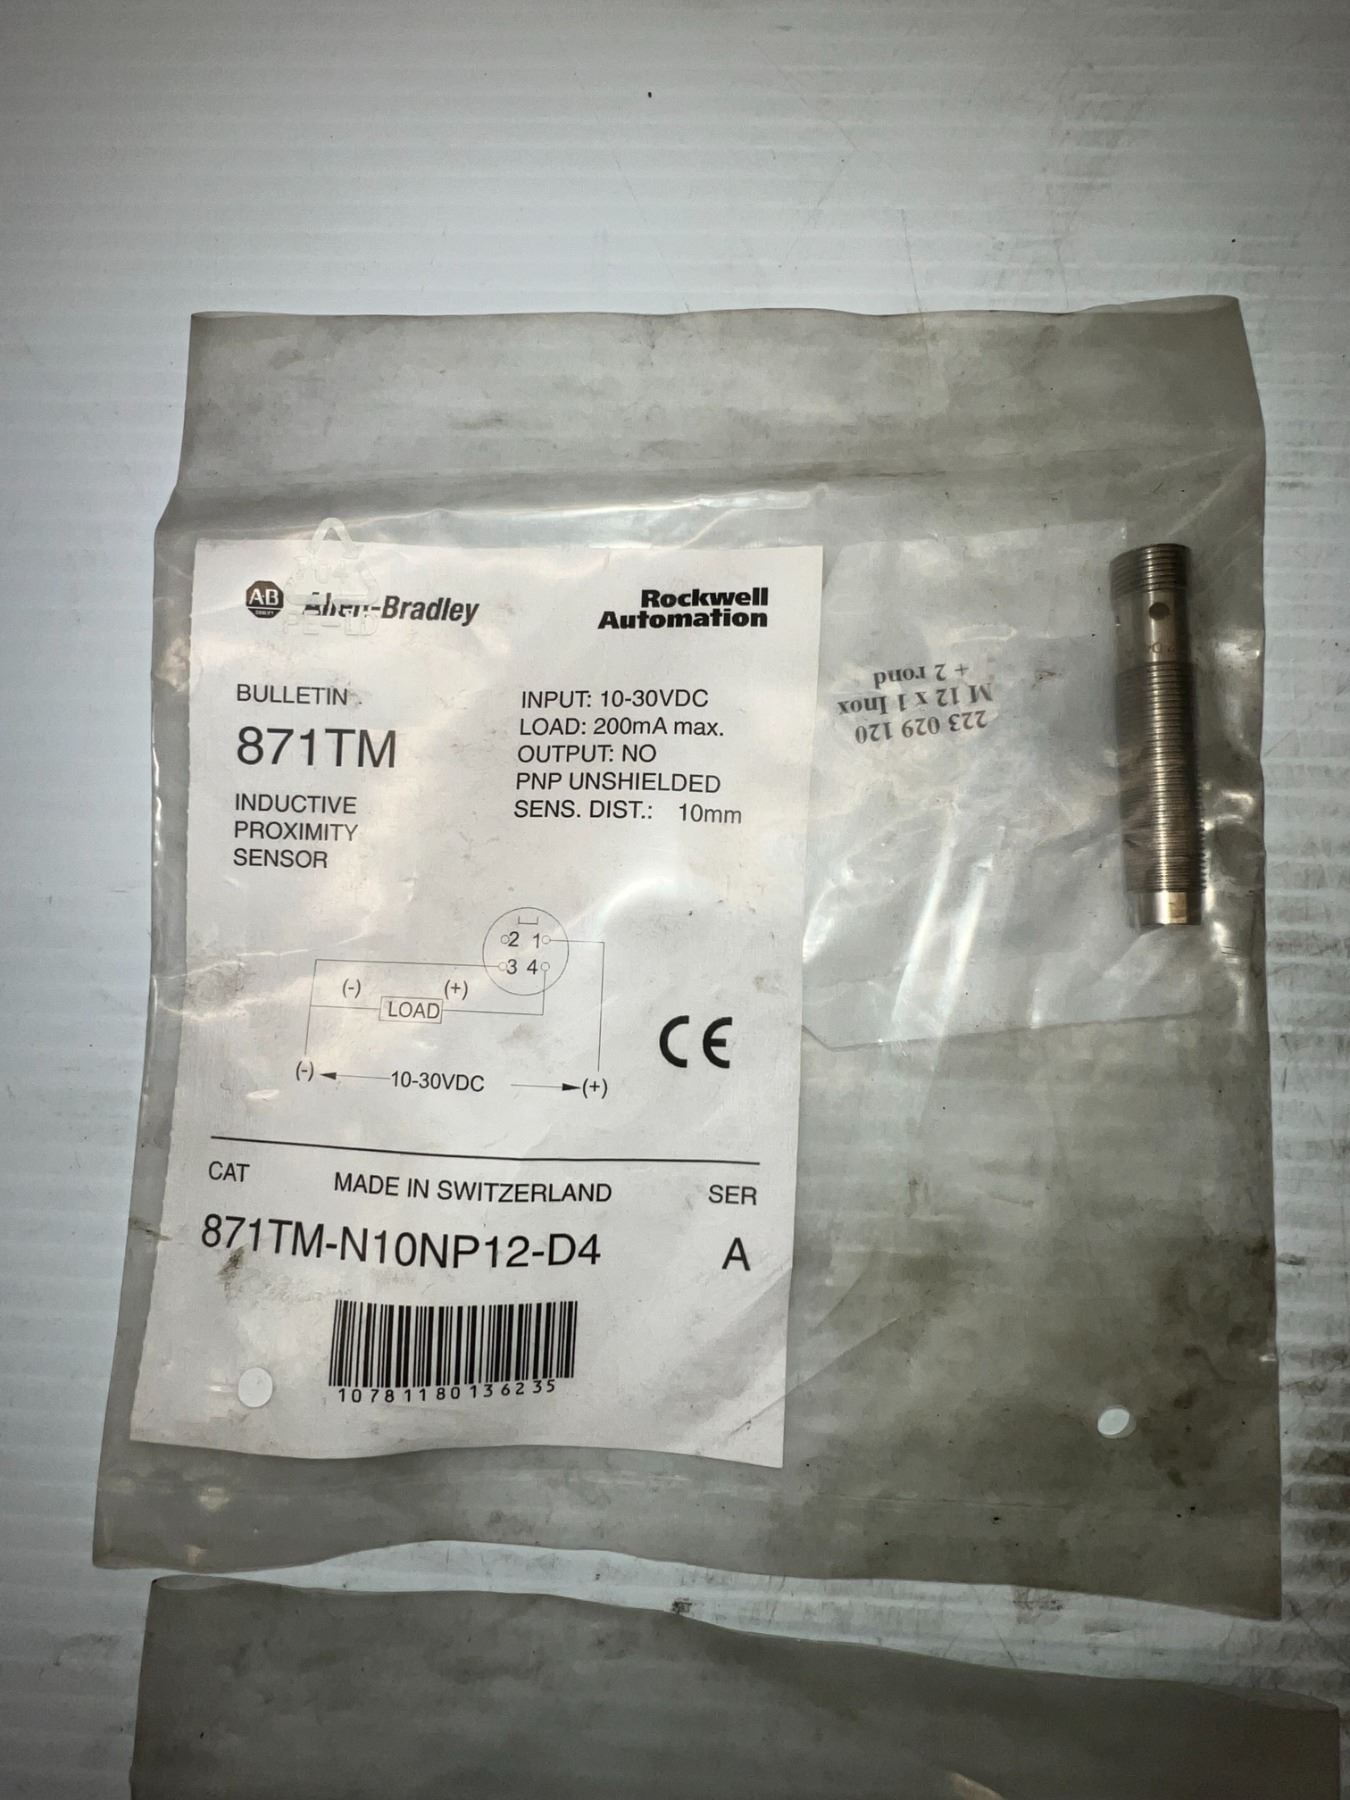 AB
Allen-Bradley
Rockwell
Automation
BULLETIN
871TM
INDUCTIVE
PROXIMITY
SENSOR
INPUT: 10-30VDC
LOAD: 200mA max.
OUTPUT: NO
PNP UNSHIELDED
SENS. DIST.: 10mm
2 1
3 4
(-) (+)
LOAD
(-) 10-30VDC (+)
CE
CAT MADE IN SWITZERLAND SER
871TM-N10NP12-D4 A
10781180136235
223 029 120
M 12 x 1 Inox
+ 2 rond